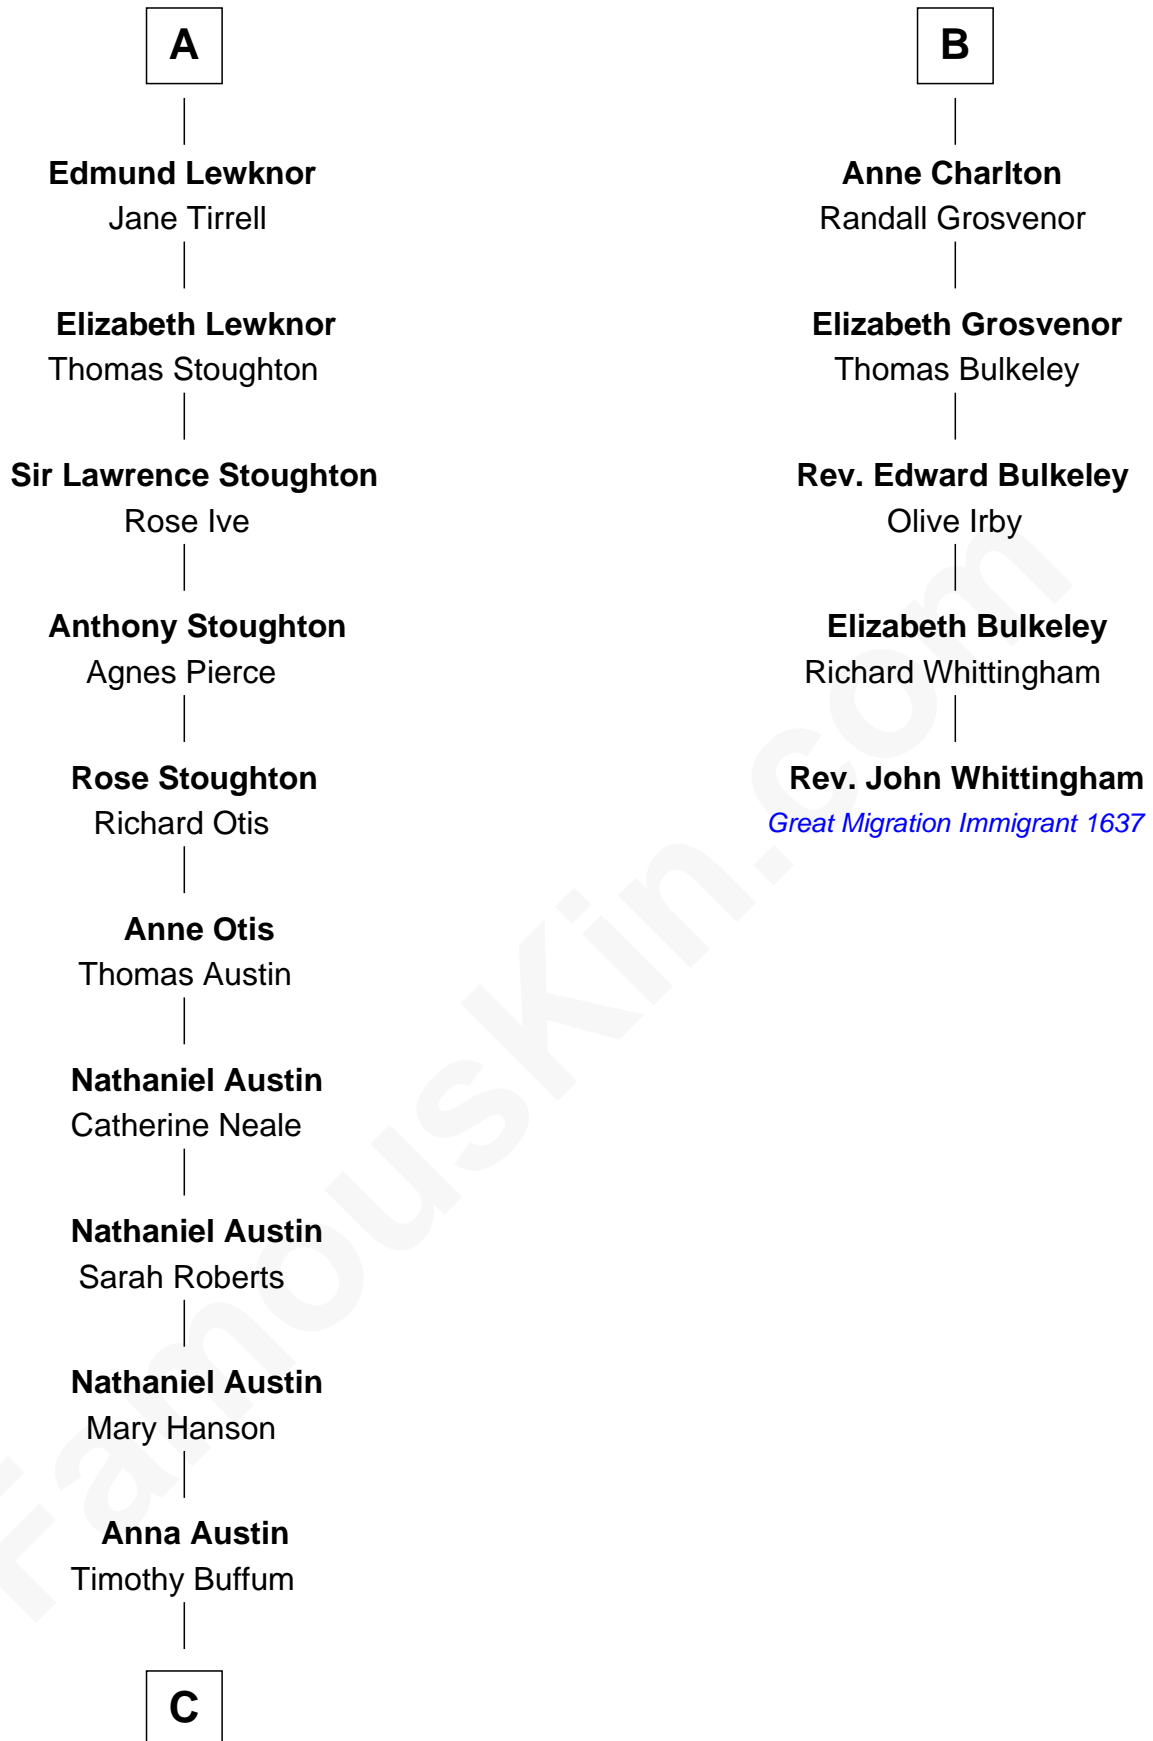 A
Edmund Lewknor
Jane Tirrell
Elizabeth Lewknor
Thomas Stoughton
Sir Lawrence Stoughton
Rose Ive
Anthony Stoughton
Agnes Pierce
Rose Stoughton
Richard Otis
Anne Otis
Thomas Austin
Nathaniel Austin
Catherine Neale
Nathaniel Austin
Sarah Roberts
Nathaniel Austin
Mary Hanson
Anna Austin
Timothy Buffum
C
B
Anne Charlton
Randall Grosvenor
Elizabeth Grosvenor
Thomas Bulkeley
Rev. Edward Bulkeley
Olive Irby
Elizabeth Bulkeley
Richard Whittingham
Rev. John Whittingham
Great Migration Immigrant 1637
FamousKin.com